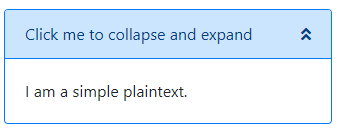 Click me to collapse and expand
I am a simple plaintext.